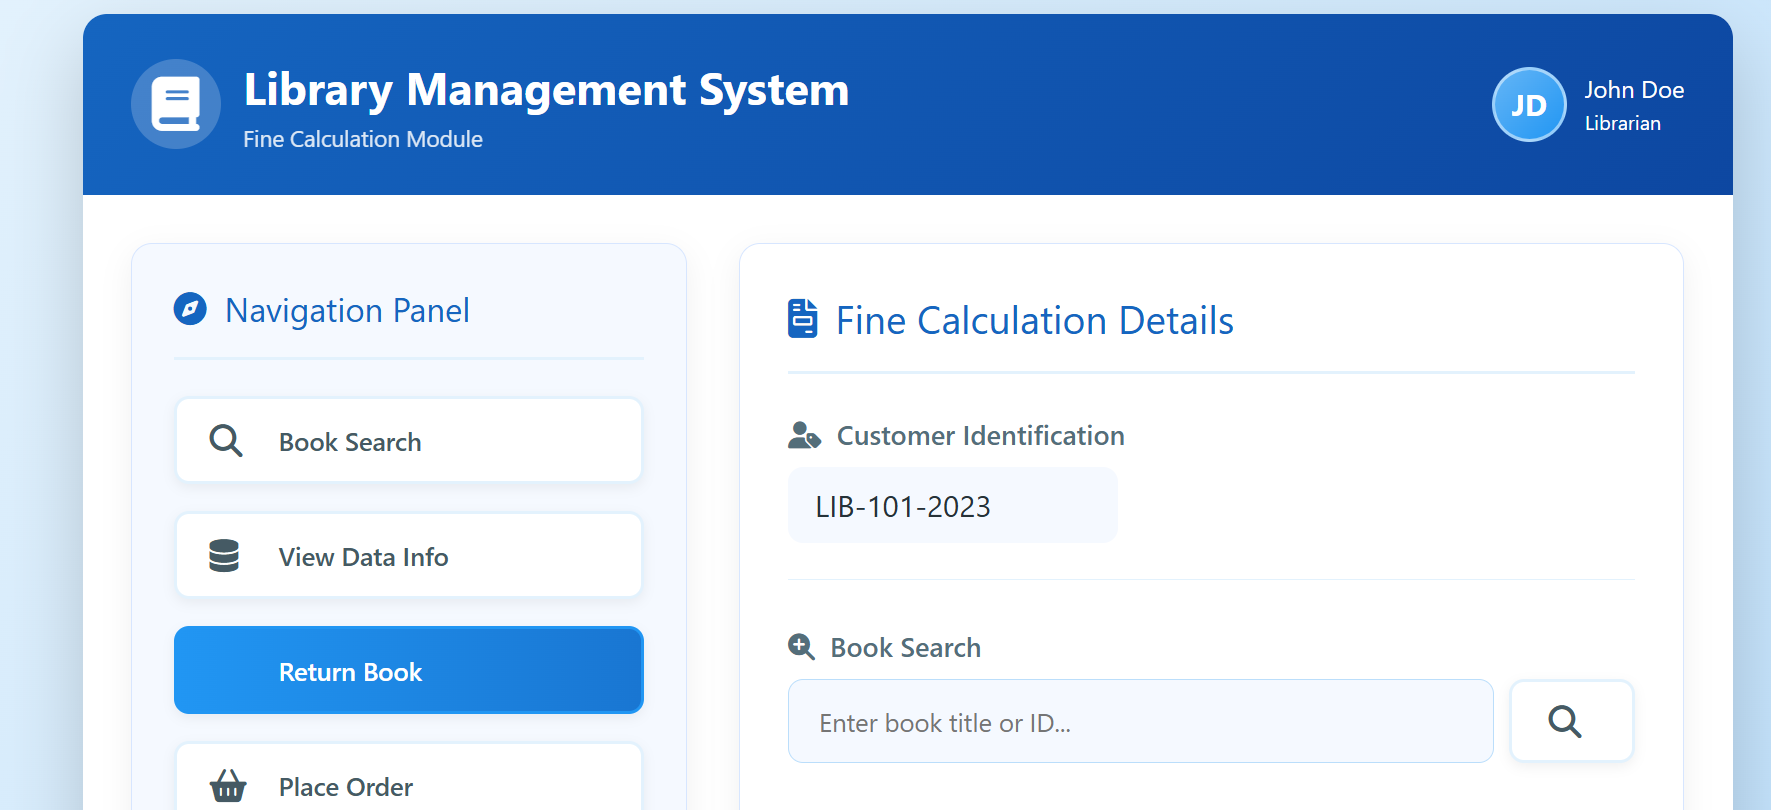 Library Management System
Fine Calculation Module
JD
John Doe
Librarian
Navigation Panel
Book Search
View Data Info
Return Book
Place Order
Fine Calculation Details
Customer Identification
LIB-101-2023
Book Search
Enter book title or ID...